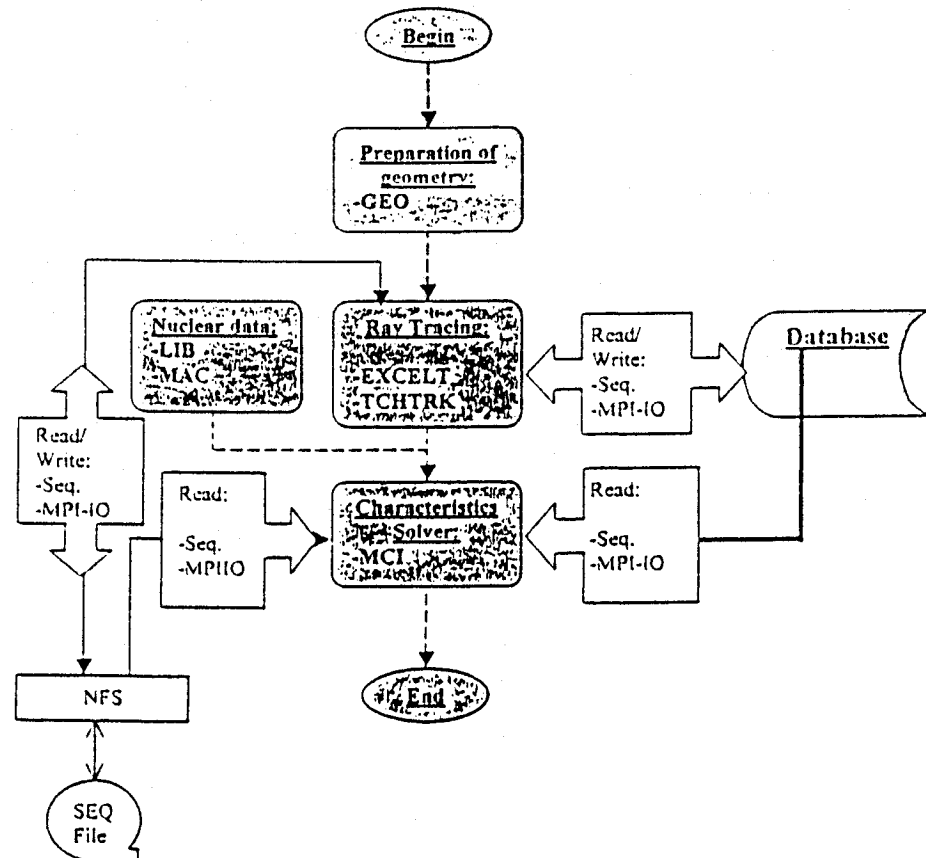 Begin
Preparation of
geometry:
-GEO
Nuclear data:
-LIB
-MAC
Ray Tracing:
-EXCELT
-TCHTRK
Read/
Write:
-Seq.
-MPI-IO
Database
Read/
Write:
-Seq.
-MPI-IO
Read:
-Seq.
-MPIIO
Characteristics
Solver:
-MCI
Read:
-Seq.
-MPI-IO
NFS
End
SEQ
File